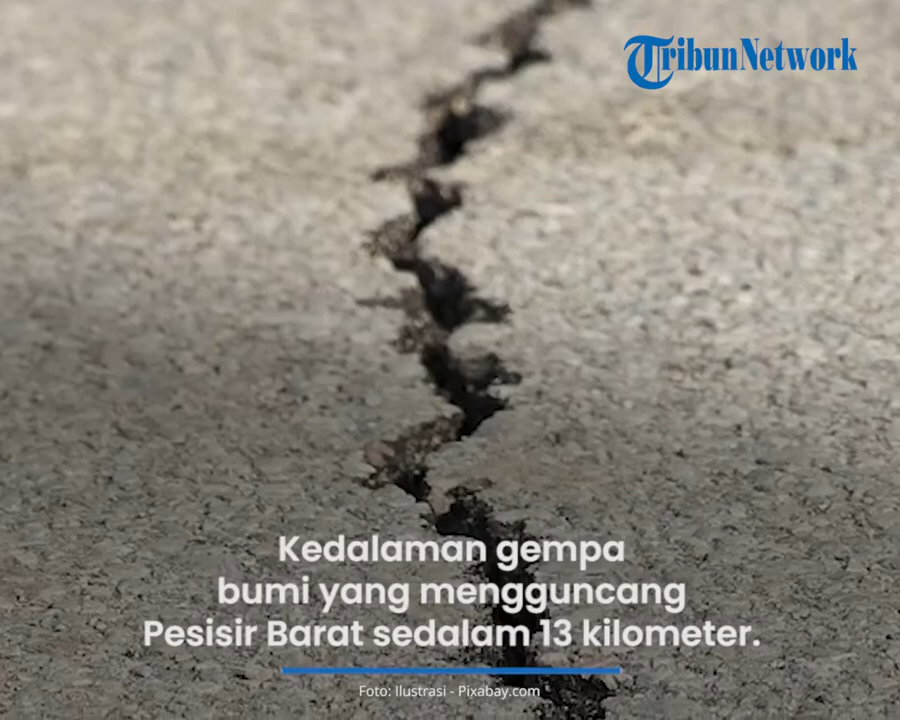 TribunNetwork
Kedalaman gempa
bumi yang mengguncang
Pesisir Barat sedalam 13 kilometer.
Foto: Ilustrasi - Pixabay.com